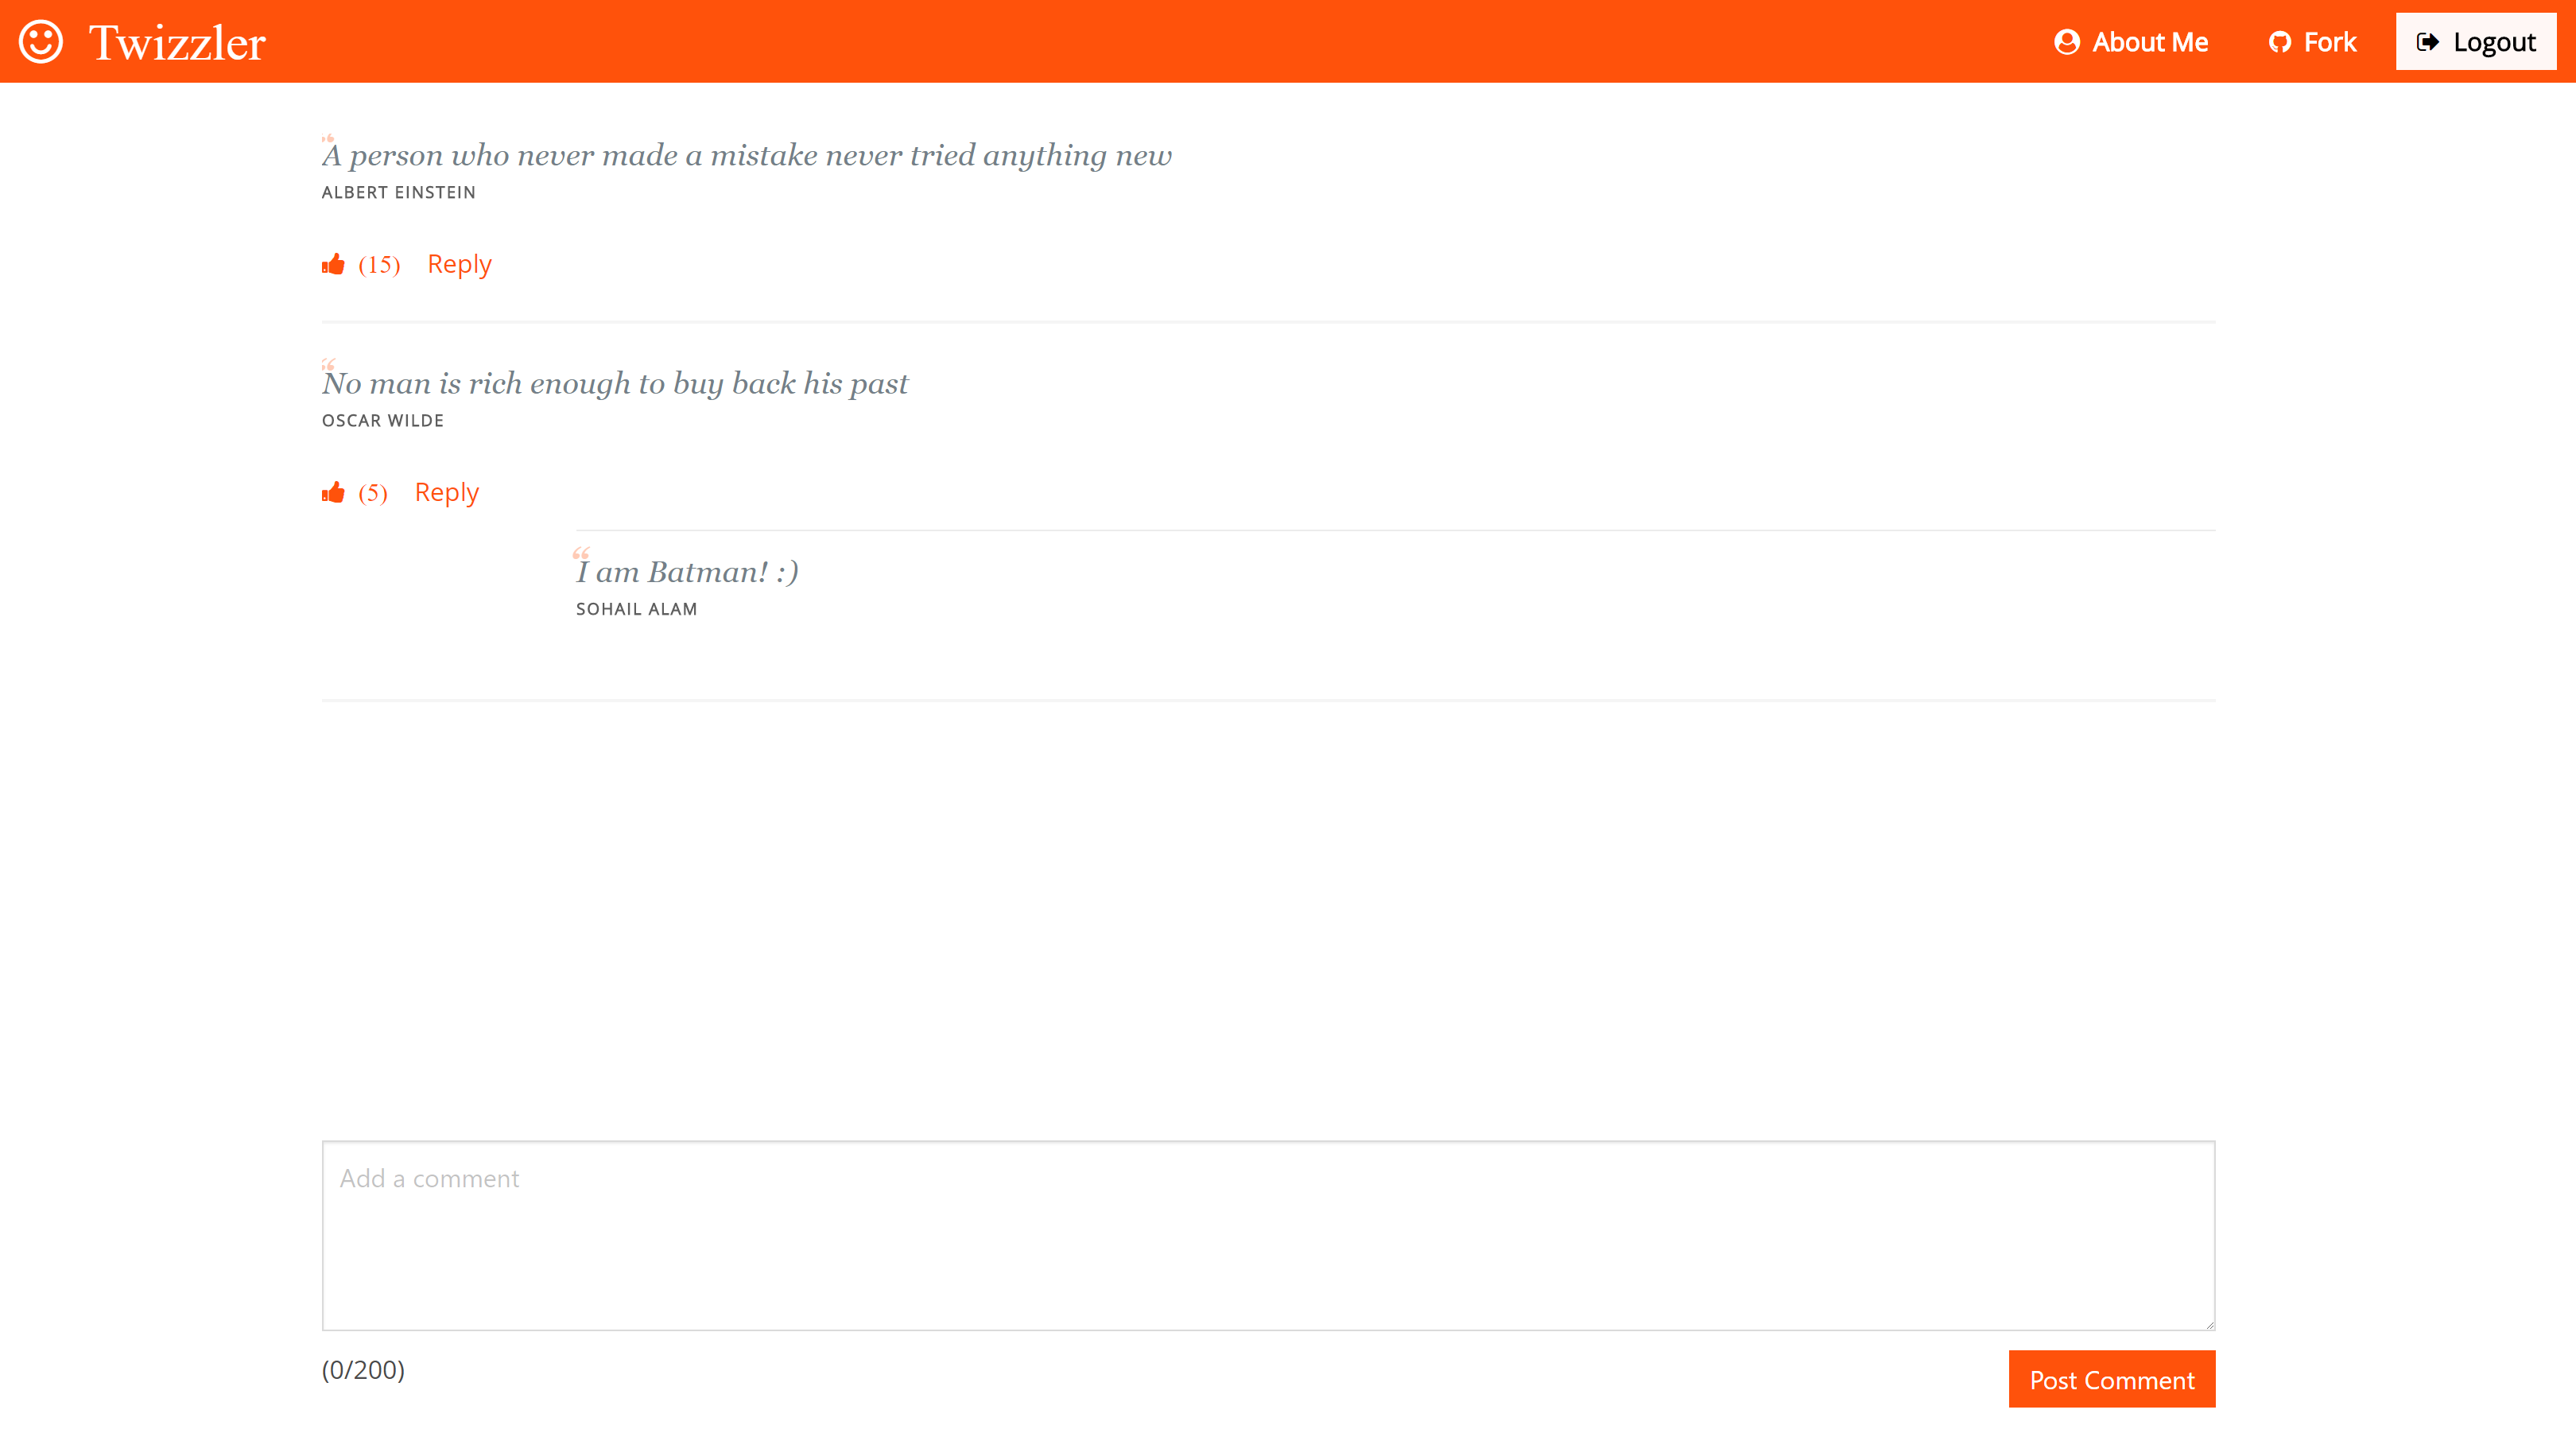 Twizzler
About Me
Fork
Logout
“
A person who never made a mistake never tried anything new
ALBERT EINSTEIN
(15) Reply
“
No man is rich enough to buy back his past
OSCAR WILDE
(5) Reply
“
I am Batman! :)
SOHAIL ALAM
Add a comment
(0/200)
Post Comment